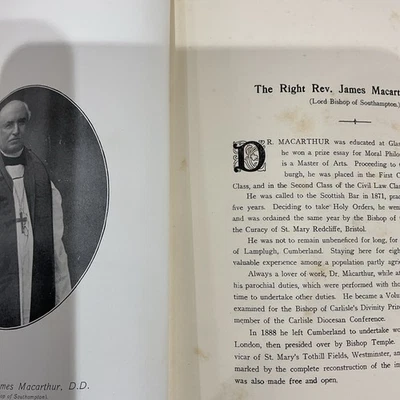 ames Macarthur, D.D.
of Southampton).
The Right Rev. James Macart
(Lord Bishop of Southampton).
DR. MACARTHUR was educated at Glas
he won a prize essay for Moral Philo
is a Master of Arts. Proceeding to
burgh, he was placed in the First C
Class, and in the Second Class of the Civil Law Clas
He was called to the Scottish Bar in 1871, pract
five years. Deciding to take Holy Orders, he we
and was ordained the same year by the Bishop of
the Curacy of St. Mary Redcliffe, Bristol.
He was not to remain unbeneficed for long, for
of Lamplugh, Cumberland. Staying here for eigh
valuable experience among a population partly agri
Always a lover of work, Dr. Macarthur, while at
his parochial duties, which were performed with tho
time to undertake other duties. He became a Volun
examined for the Bishop of Carlisle's Divinity Prize
member of the Carlisle Diocesan Conference.
In 1888 he left Cumberland to undertake wo
London, then presided over by Bishop Temple.
vicar of St. Mary's Tothill Fields, Westminster, an
marked by the complete reconstruction of the in
was also made free and open.